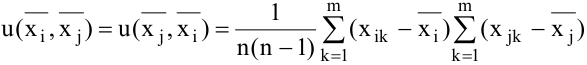 u(x̄ᵢ, x̄ⱼ) = u(x̄ⱼ, x̄ᵢ) = 1/(n(n − 1)) ∑ₖ₌₁ᵐ (xᵢₖ − x̄ᵢ) ∑ₖ₌₁ᵐ (xⱼₖ − x̄ⱼ)